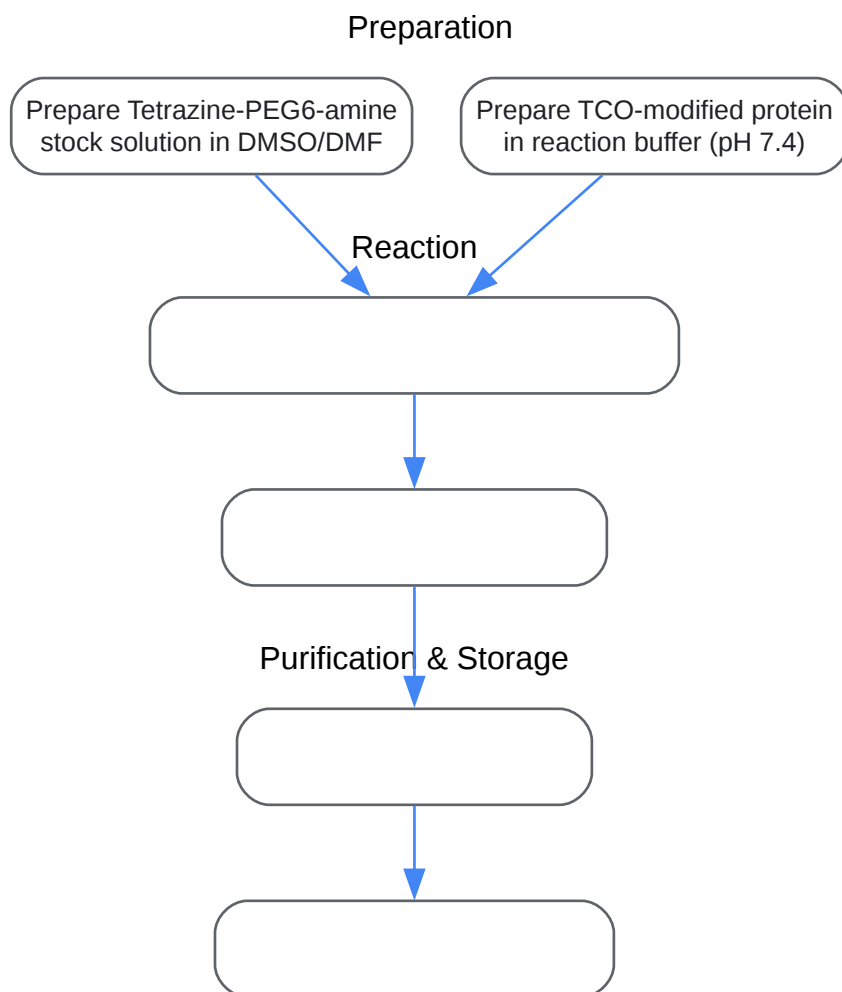 Preparation
Prepare Tetrazine-PEG6-amine
stock solution in DMSO/DMF
Prepare TCO-modified protein
in reaction buffer (pH 7.4)
Reaction
Purification & Storage